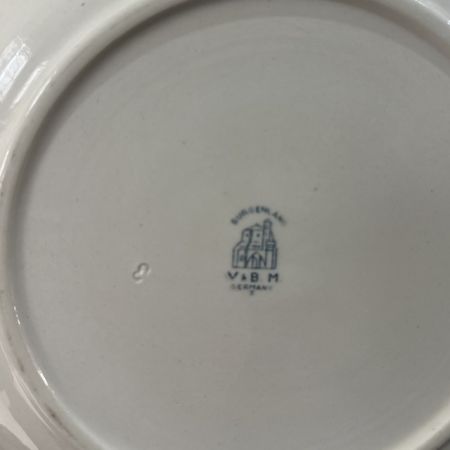 BURGENLAND
V & B. M.
GERMANY